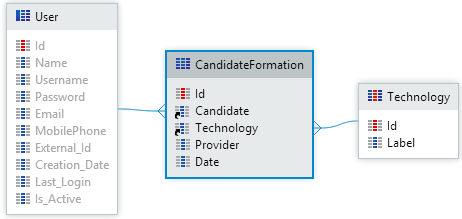 User
Id
Name
Username
Password
Email
MobilePhone
External_Id
Creation_Date
Last_Login
Is_Active
CandidateFormation
Id
Candidate
Technology
Provider
Date
Technology
Id
Label